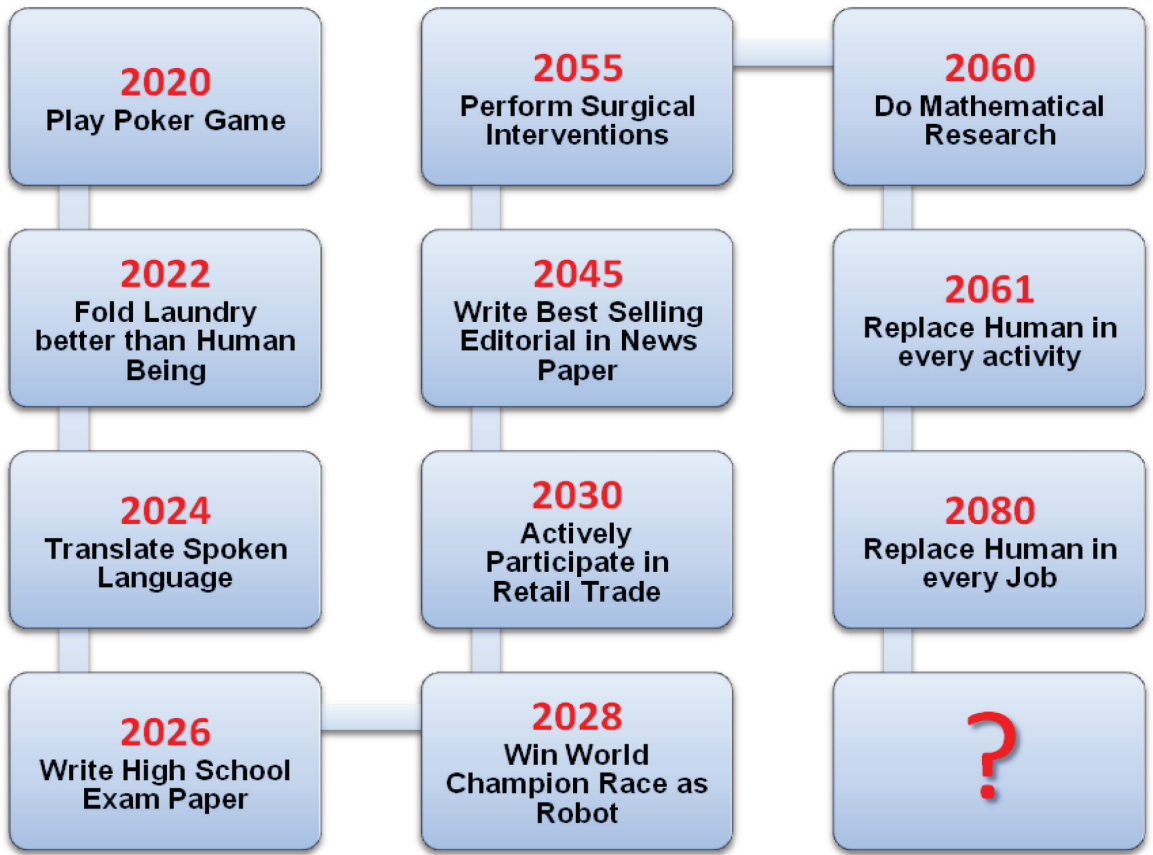 2020
Play Poker Game
2022
Fold Laundry
better than Human
Being
2024
Translate Spoken
Language
2026
Write High School
Exam Paper
2028
Win World
Champion Race as
Robot
2030
Actively
Participate in
Retail Trade
2045
Write Best Selling
Editorial in News
Paper
2055
Perform Surgical
Interventions
2060
Do Mathematical
Research
2061
Replace Human in
every activity
2080
Replace Human in
every Job
?